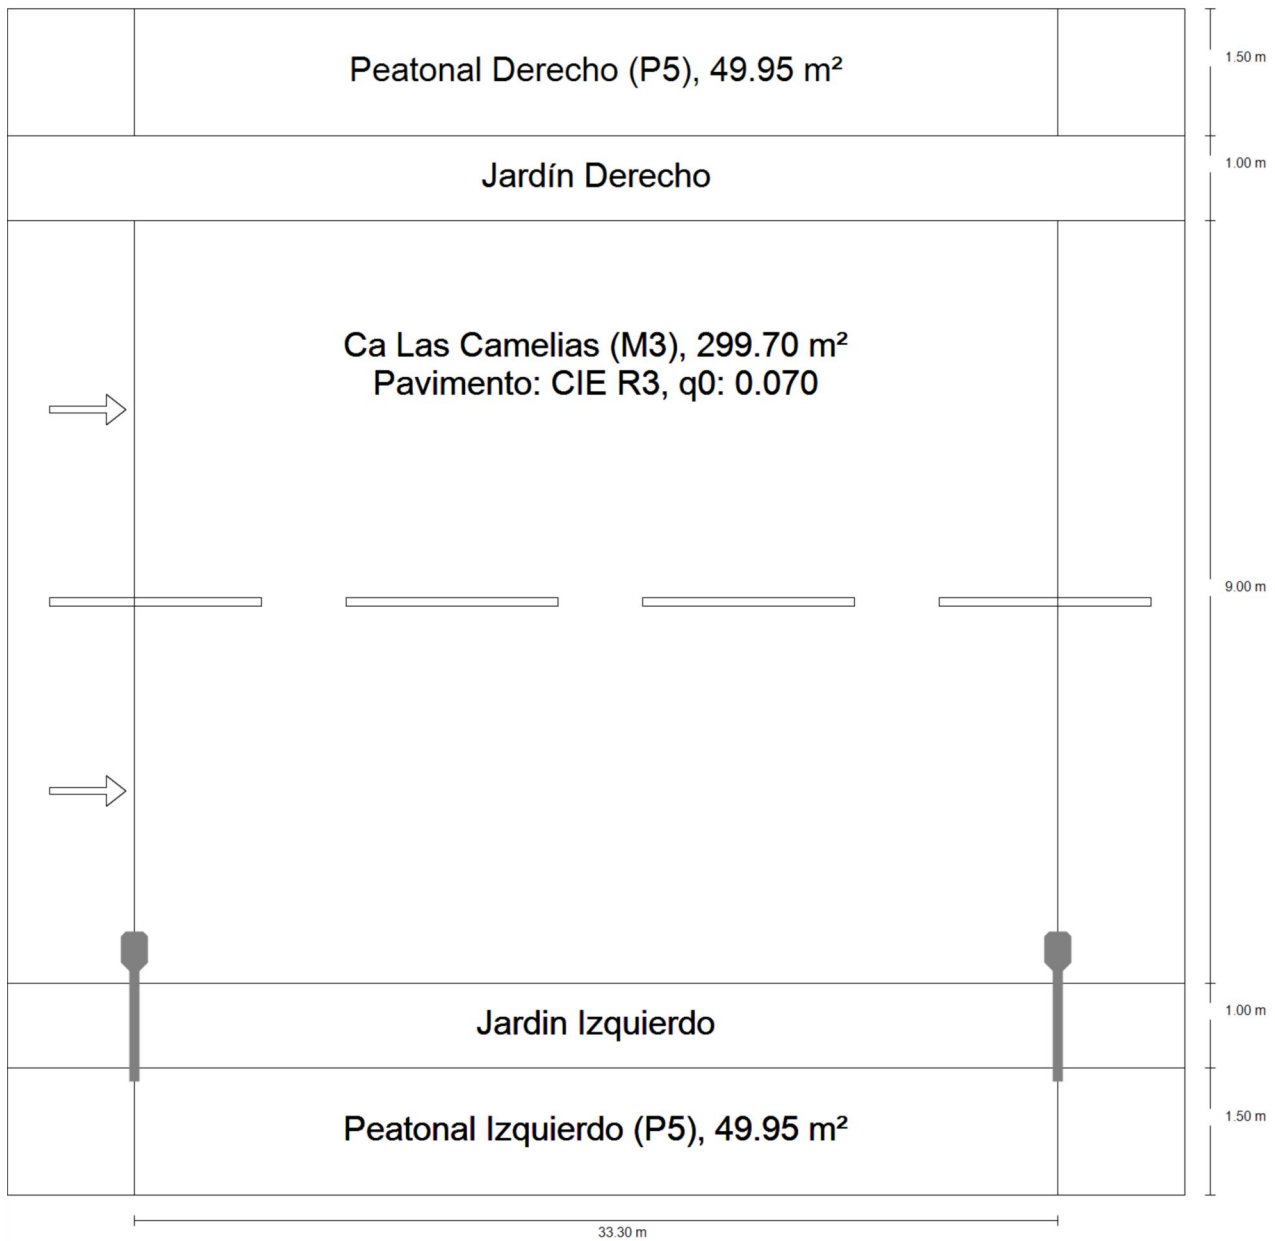 Peatonal Derecho (P5), 49.95 m²
1.50 m
Jardín Derecho
1.00 m
Ca Las Camelias (M3), 299.70 m²
Pavimento: CIE R3, q0: 0.070
9.00 m
Jardin Izquierdo
1.00 m
Peatonal Izquierdo (P5), 49.95 m²
1.50 m
33.30 m